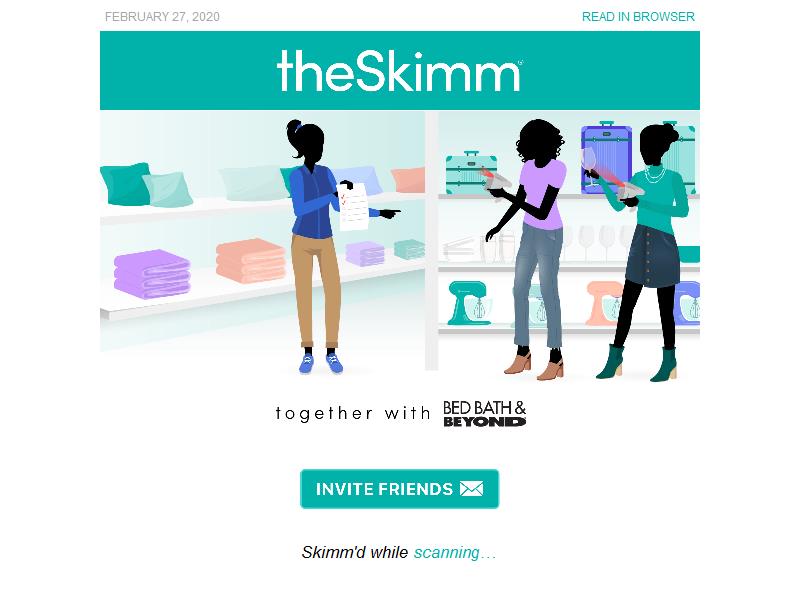 FEBRUARY 27, 2020 READ IN BROWSER
theSkimm®
together with BED BATH &
BEYOND
INVITE FRIENDS
Skimm'd while scanning...